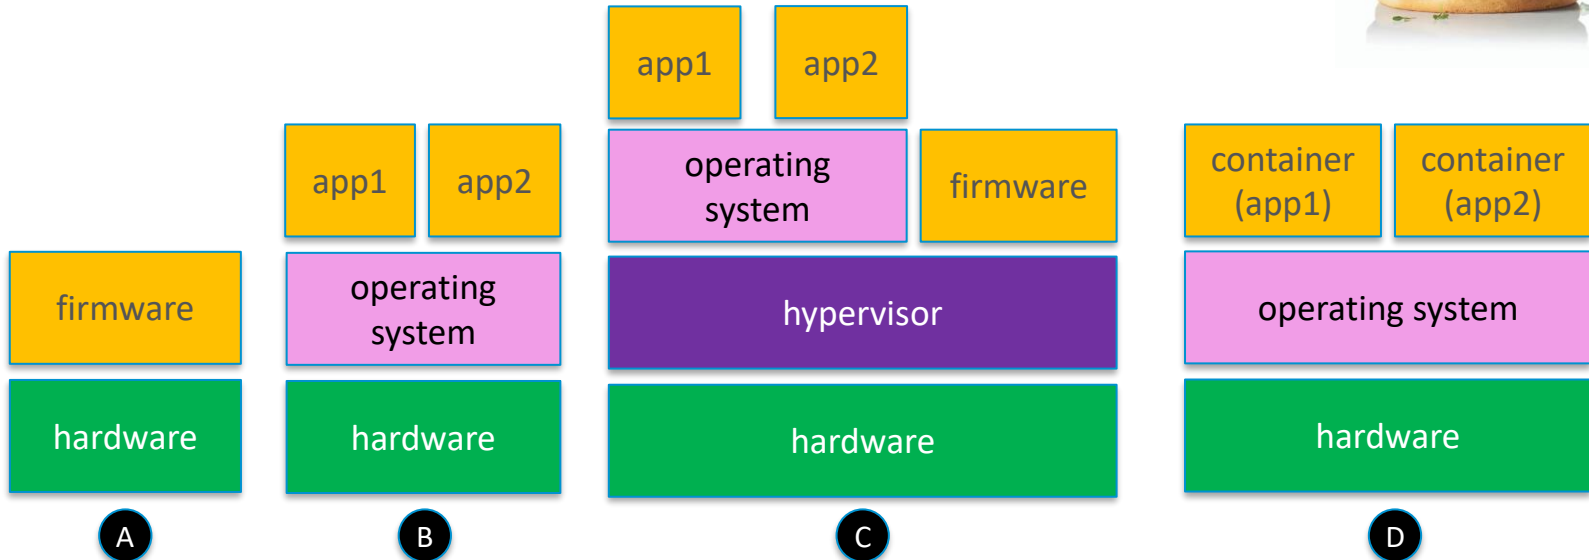 firmware
hardware
A
app1
app2
operating
system
hardware
B
app1
app2
operating
system
firmware
hypervisor
hardware
C
container
(app1)
container
(app2)
operating system
hardware
D